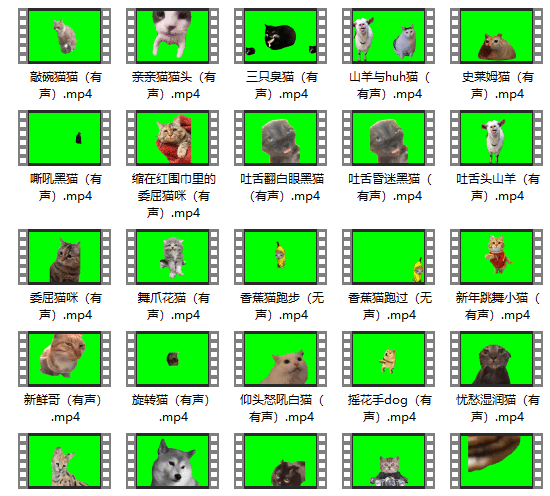 敲碗猫猫（有
声）.mp4
亲亲猫猫头（有
声）.mp4
三只臭猫（有
声）.mp4
山羊与huh猫（
有声）.mp4
史莱姆猫（有
声）.mp4
嘶吼黑猫（有
声）.mp4
缩在红围巾里的
委屈猫咪（有
声）.mp4
吐舌翻白眼黑猫
（有声）.mp4
吐舌昏迷黑猫（
有声）.mp4
吐舌头山羊（有
声）.mp4
委屈猫咪（有
声）.mp4
舞爪花猫（有
声）.mp4
香蕉猫跑步（无
声）.mp4
香蕉猫跑过（无
声）.mp4
新年跳舞小猫（
有声）.mp4
新鲜哥（有声）
.mp4
旋转猫（有声）
.mp4
仰头怒吼白猫（
有声）.mp4
摇花手dog（有
声）.mp4
忧愁湿润猫（有
声）.mp4